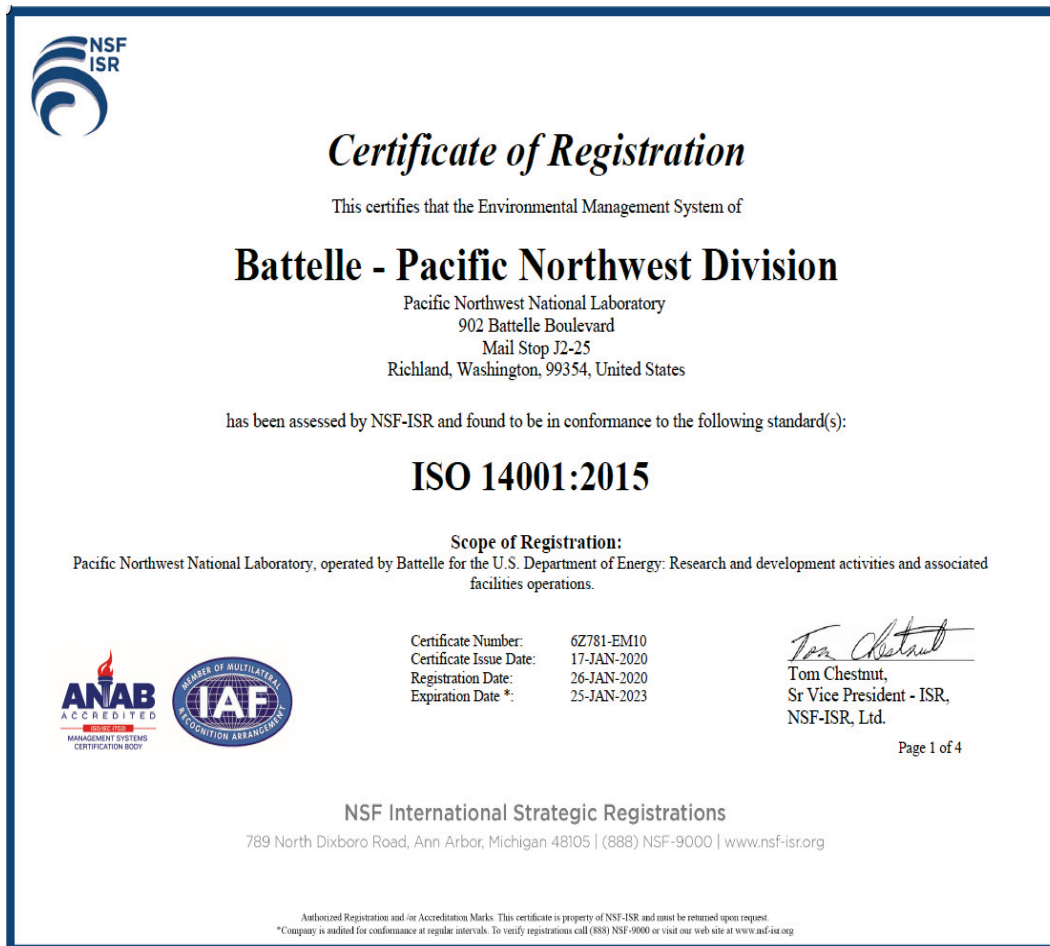 NSF
ISR
Certificate of Registration
This certifies that the Environmental Management System of
Battelle - Pacific Northwest Division
Pacific Northwest National Laboratory
902 Battelle Boulevard
Mail Stop J2-25
Richland, Washington, 99354, United States
has been assessed by NSF-ISR and found to be in conformance to the following standard(s):
ISO 14001:2015
Scope of Registration:
Pacific Northwest National Laboratory, operated by Battelle for the U.S. Department of Energy: Research and development activities and associated
facilities operations.
Certificate Number: 6Z781-EM10
Certificate Issue Date: 17-JAN-2020
Registration Date: 26-JAN-2020
Expiration Date *: 25-JAN-2023
Tom Chestnut
Tom Chestnut,
Sr Vice President - ISR,
NSF-ISR, Ltd.
ANAB
ACCREDITED
ISO/IEC 17021
MANAGEMENT SYSTEMS
CERTIFICATION BODY
MEMBER OF MULTILATERAL
IAF
RECOGNITION ARRANGEMENT
Page 1 of 4
NSF International Strategic Registrations
789 North Dixboro Road, Ann Arbor, Michigan 48105 | (888) NSF-9000 | www.nsf-isr.org
Authorized Registration and /or Accreditation Marks. This certificate is property of NSF-ISR and must be returned upon request.
*Company is audited for conformance at regular intervals. To verify registrations call (888) NSF-9000 or visit our web site at www.nsf-isr.org